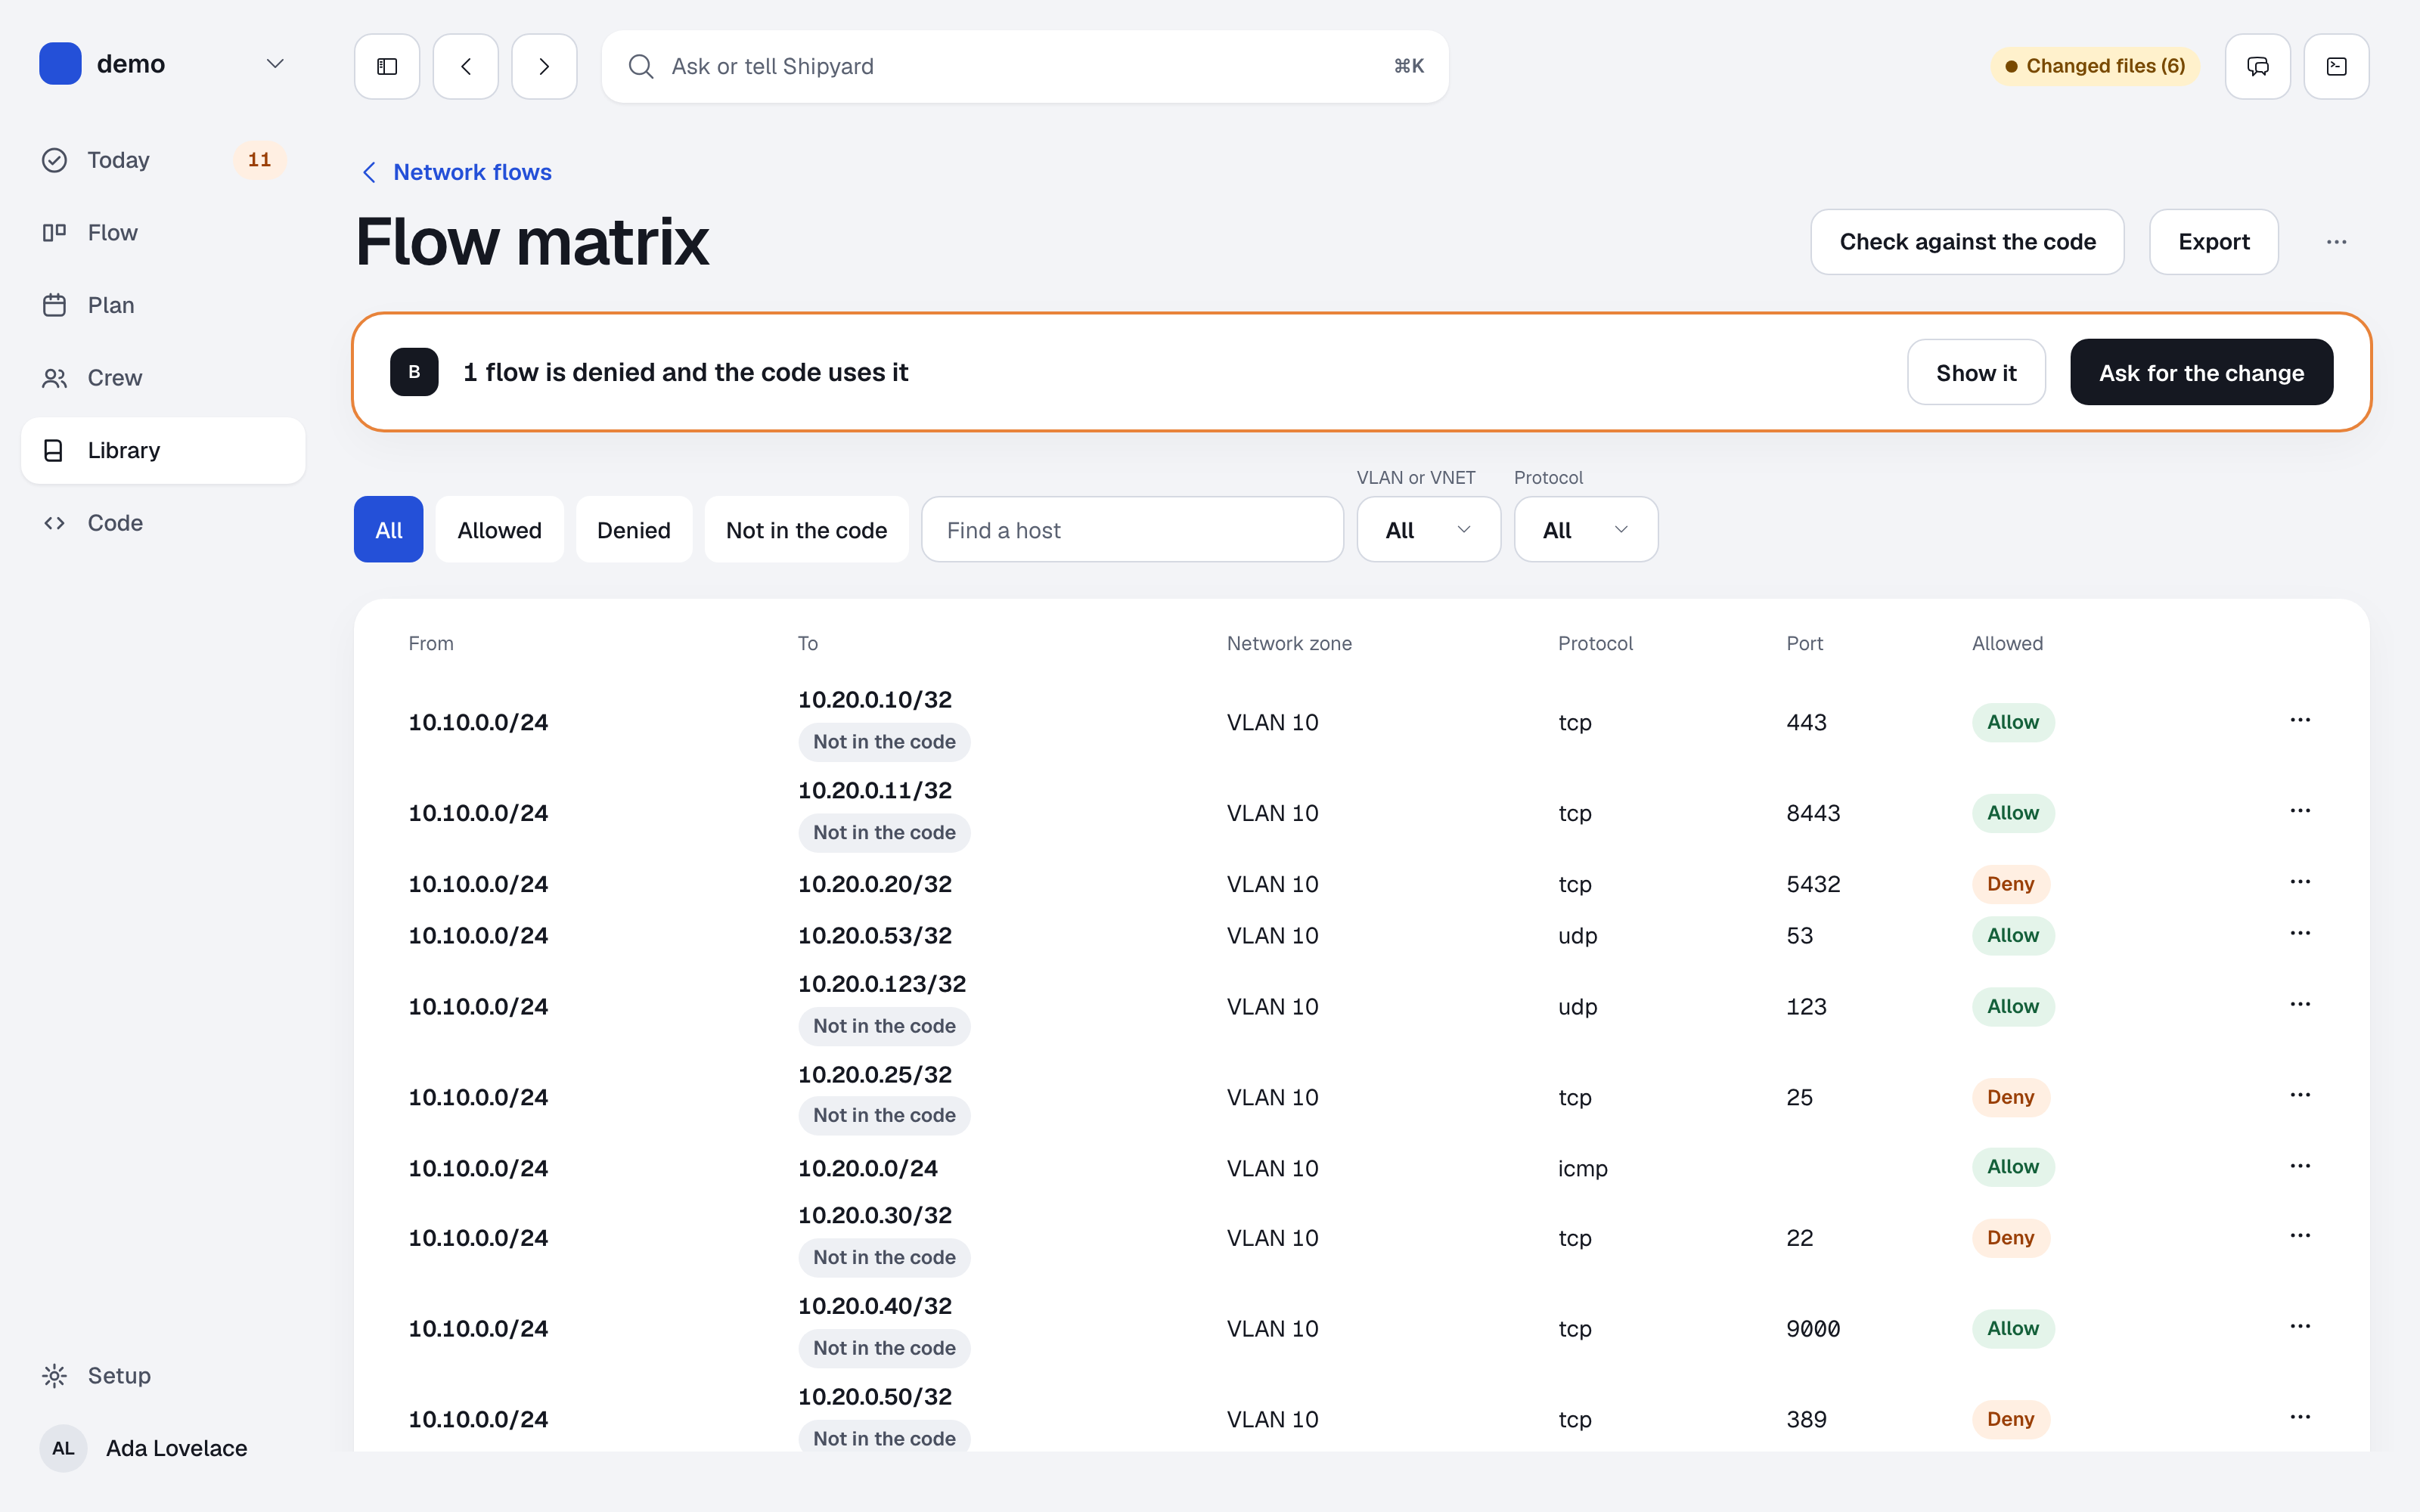 demo
Ask or tell Shipyard
⌘K
Changed files (6)
Today
11
Flow
Plan
Crew
Library
Code
Setup
AL
Ada Lovelace
Network flows
Flow matrix
Check against the code
Export
B
1 flow is denied and the code uses it
Show it
Ask for the change
VLAN or VNET
Protocol
All
Allowed
Denied
Not in the code
Find a host
All
All
From To Network zone Protocol Port Allowed
10.10.0.0/24 10.20.0.10/32 VLAN 10 tcp 443 Allow
Not in the code
10.10.0.0/24 10.20.0.11/32 VLAN 10 tcp 8443 Allow
Not in the code
10.10.0.0/24 10.20.0.20/32 VLAN 10 tcp 5432 Deny
10.10.0.0/24 10.20.0.53/32 VLAN 10 udp 53 Allow
10.10.0.0/24 10.20.0.123/32 VLAN 10 udp 123 Allow
Not in the code
10.10.0.0/24 10.20.0.25/32 VLAN 10 tcp 25 Deny
Not in the code
10.10.0.0/24 10.20.0.0/24 VLAN 10 icmp Allow
10.10.0.0/24 10.20.0.30/32 VLAN 10 tcp 22 Deny
Not in the code
10.10.0.0/24 10.20.0.40/32 VLAN 10 tcp 9000 Allow
Not in the code
10.10.0.0/24 10.20.0.50/32 VLAN 10 tcp 389 Deny
Not in the code